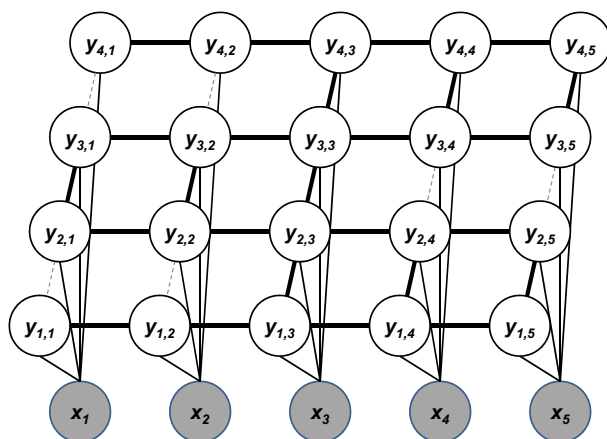 y4,1 y4,2 y4,3 y4,4 y4,5
y3,1 y3,2 y3,3 y3,4 y3,5
y2,1 y2,2 y2,3 y2,4 y2,5
y1,1 y1,2 y1,3 y1,4 y1,5
x1 x2 x3 x4 x5